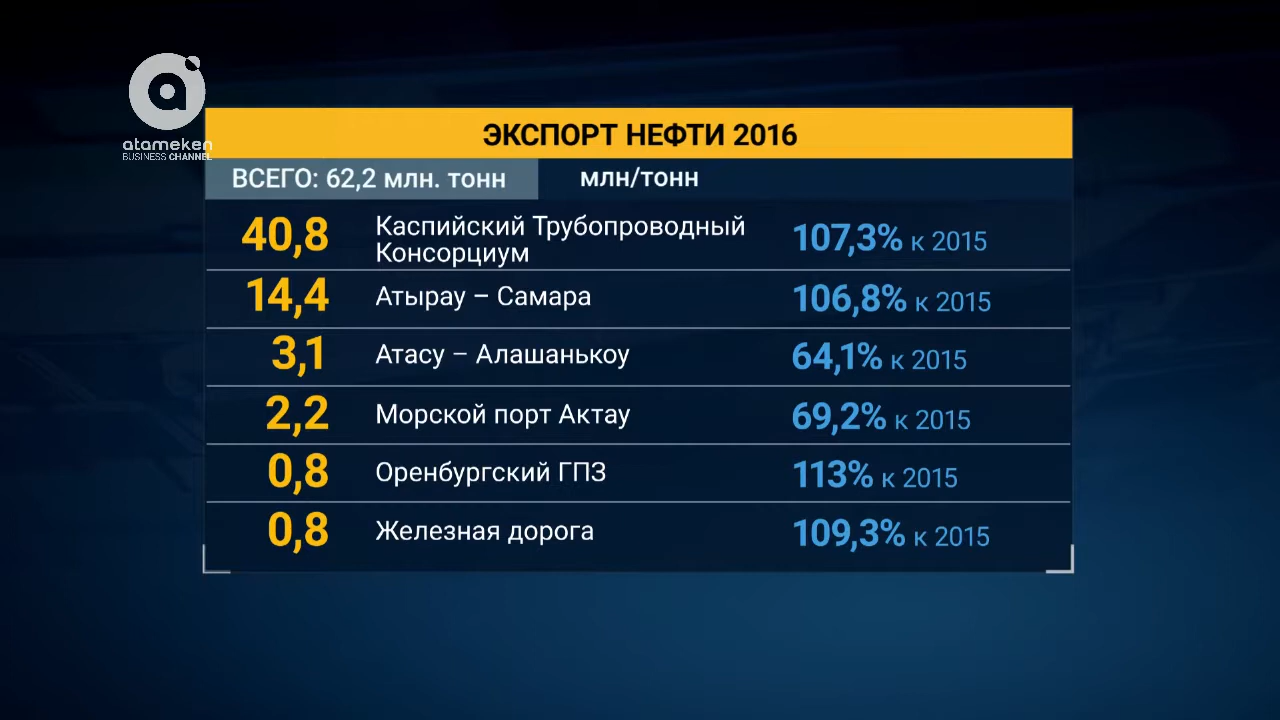 atameken
BUSINESS CHANNEL
ЭКСПОРТ НЕФТИ 2016
ВСЕГО: 62,2 млн. тонн млн/тонн
40,8 Каспийский Трубопроводный Консорциум 107,3% к 2015
14,4 Атырау – Самара 106,8% к 2015
3,1 Атасу – Алашанькоу 64,1% к 2015
2,2 Морской порт Актау 69,2% к 2015
0,8 Оренбургский ГПЗ 113% к 2015
0,8 Железная дорога 109,3% к 2015